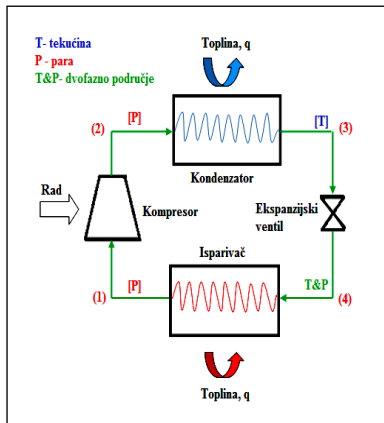 T- tekućina
P - para
T&P- dvofazno područje
Toplina, q
(2)
[P]
[T]
(3)
Kondenzator
Rad
Kompresor
Ekspanzijski
ventil
Isparivač
(1)
[P]
T&P
(4)
Toplina, q